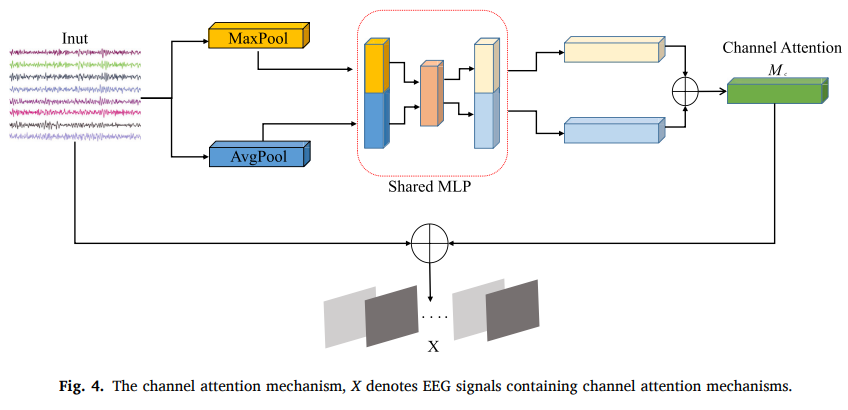 Inut
MaxPool
AvgPool
Shared MLP
Channel Attention
M c
. . . .
X
Fig. 4. The channel attention mechanism, X denotes EEG signals containing channel attention mechanisms.